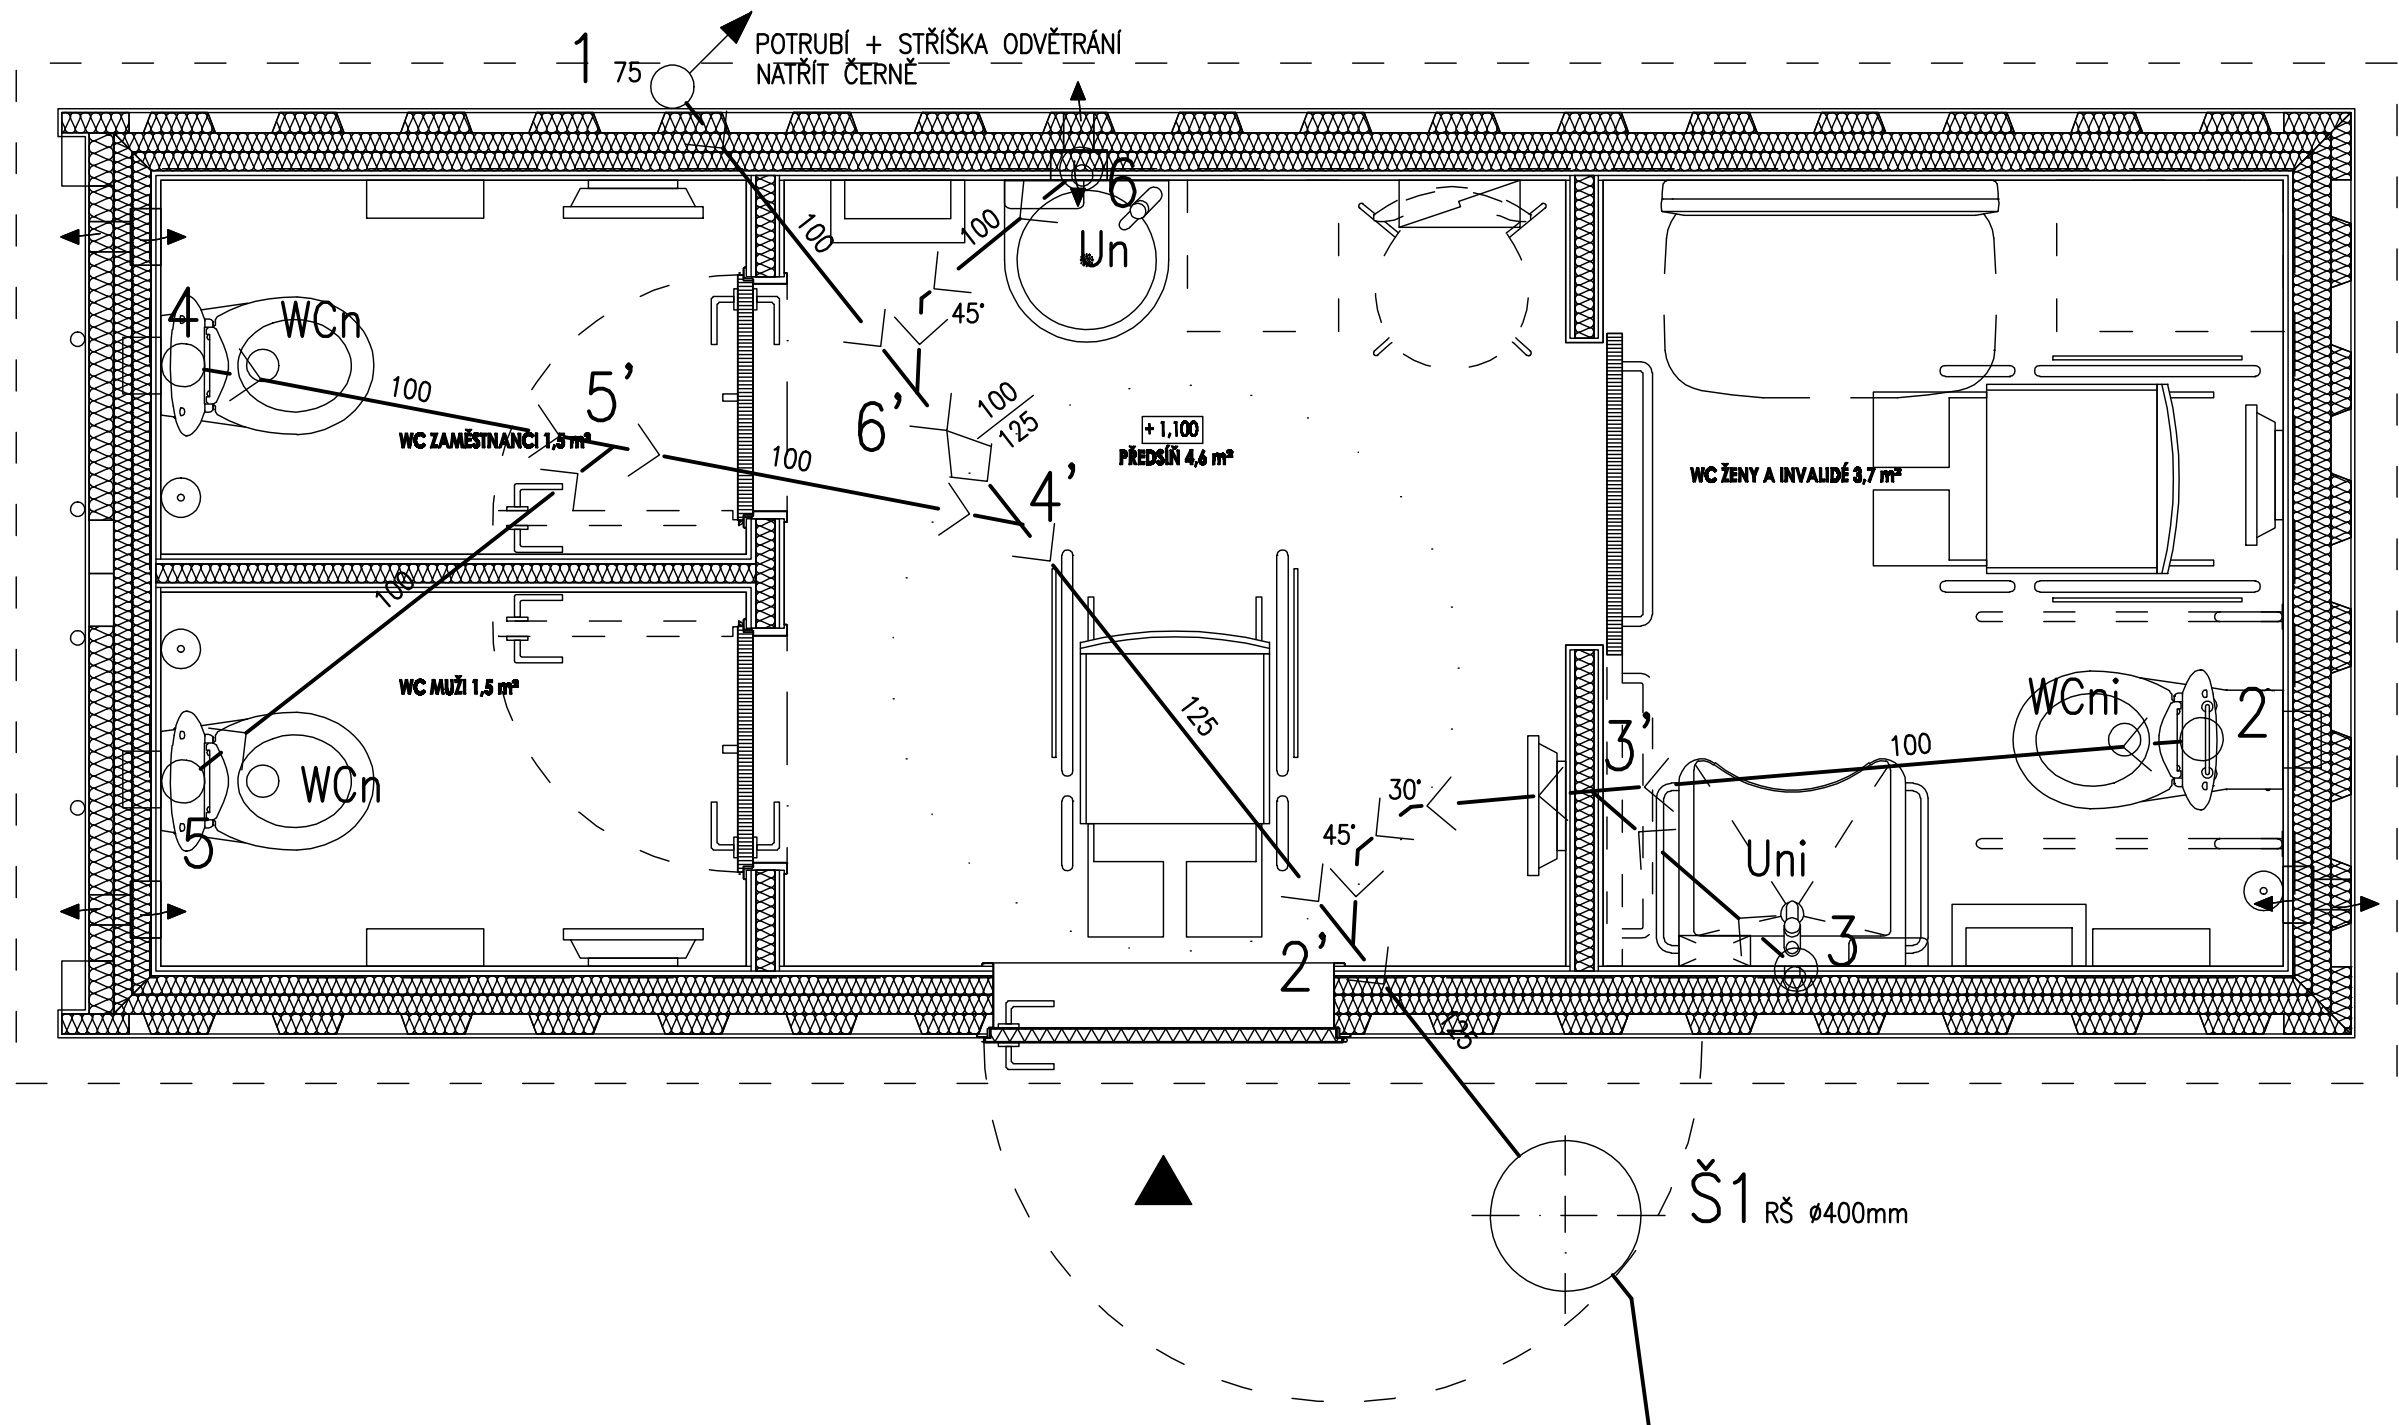 1 75
POTRUBÍ + STŘÍŠKA ODVĚTRÁNÍ
NATŘÍT ČERNĚ
6
100
100
Un
45°
4
WCn
5'
100
WC ZAMĚSTNANCI 1,5 m²
6'
100
125
+ 1,100
PŘEDSÍŇ 4,6 m²
100
4'
WC ŽENY A INVALIDÉ 3,7 m²
100
WC MUŽI 1,5 m²
125
WCni
2
3'
100
WCn
30°
45°
5
Uni
3
2'
Š1 RŠ ø400mm